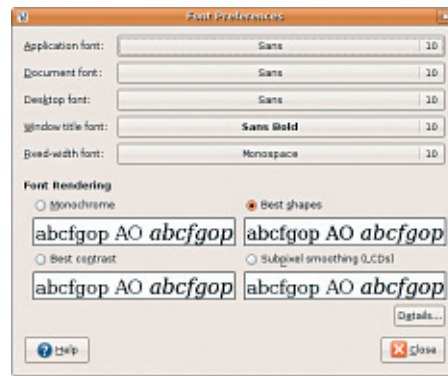 Font Preferences
Application font: Sans 10
Document font: Sans 10
Desktop font: Sans 10
Window title font: Sans Bold 10
Fixed-width font: Monospace 10
Font Rendering
Monochrome Best shapes
abcfgop AO abcfgop abcfgop AO abcfgop
Best contrast Subpixel smoothing (LCDs)
abcfgop AO abcfgop abcfgop AO abcfgop
Details...
Help Close